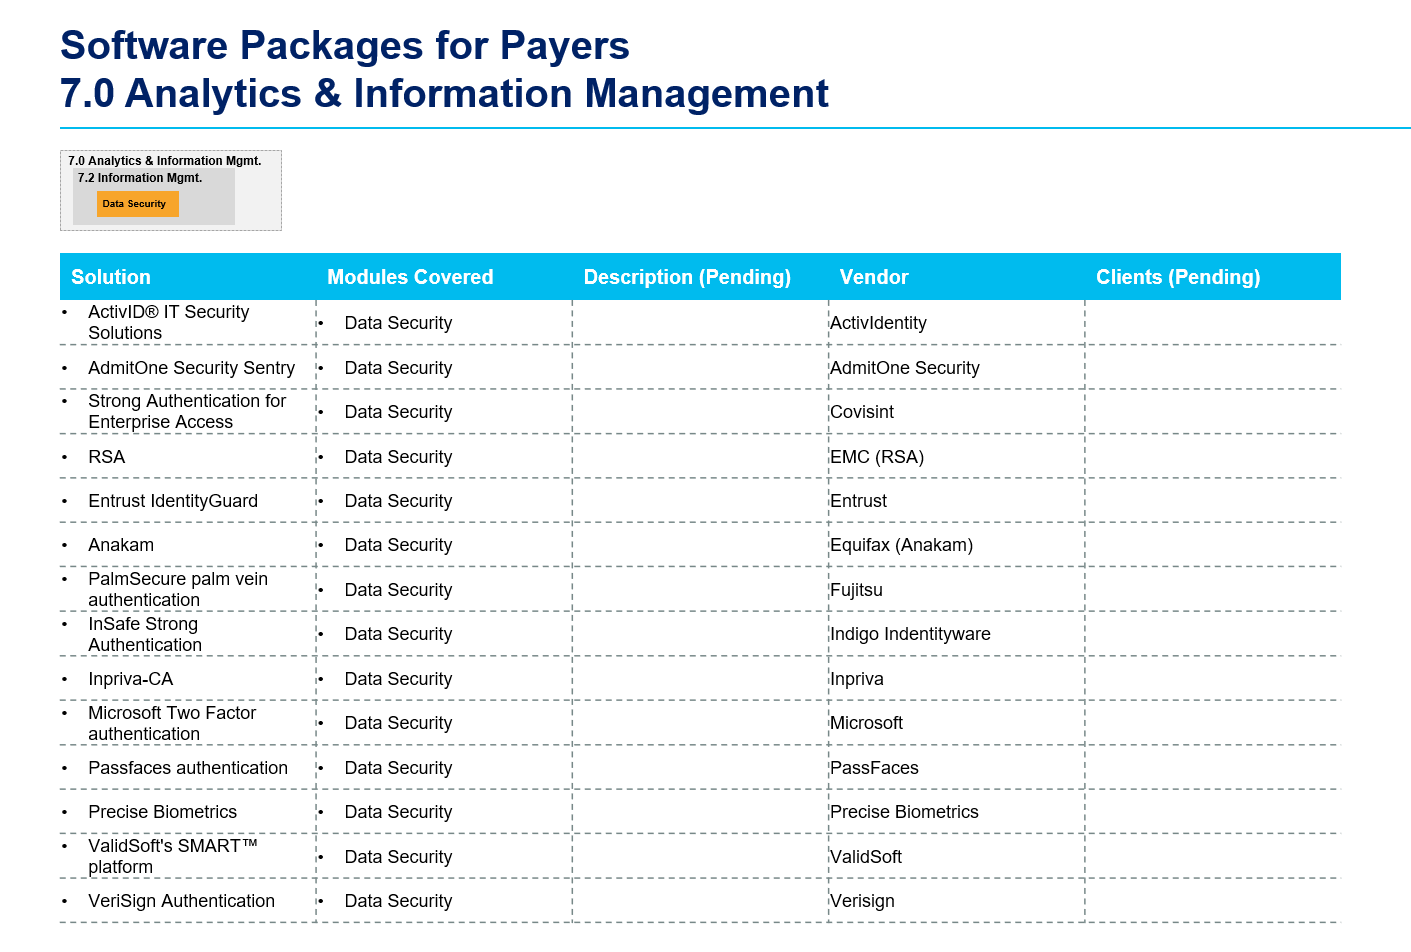 Software Packages for Payers
7.0 Analytics & Information Management
7.0 Analytics & Information Mgmt.
7.2 Information Mgmt.
Data Security
Solution Modules Covered Description (Pending) Vendor Clients (Pending)
• ActivID® IT Security
Solutions
• Data Security
ActivIdentity
• AdmitOne Security Sentry • Data Security AdmitOne Security
• Strong Authentication for
Enterprise Access
• Data Security
Covisint
• RSA • Data Security EMC (RSA)
• Entrust IdentityGuard • Data Security Entrust
• Anakam • Data Security Equifax (Anakam)
• PalmSecure palm vein
authentication
• Data Security
Fujitsu
• InSafe Strong
Authentication
• Data Security
Indigo Indentityware
• Inpriva-CA • Data Security Inpriva
• Microsoft Two Factor
authentication
• Data Security
Microsoft
• Passfaces authentication • Data Security PassFaces
• Precise Biometrics • Data Security Precise Biometrics
• ValidSoft's SMART™
platform
• Data Security
ValidSoft
• VeriSign Authentication • Data Security Verisign